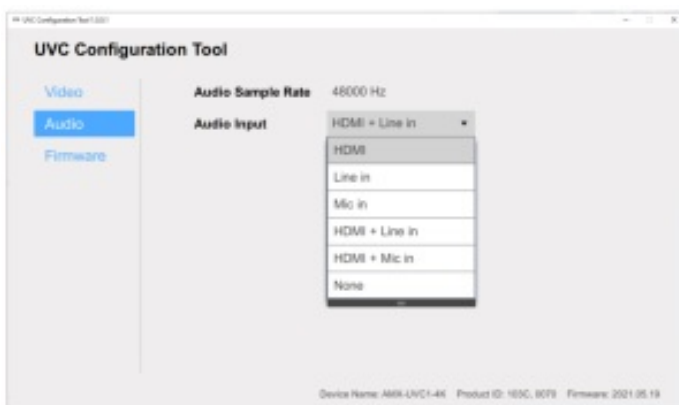 UVC Configuration Tool
Video
Audio Sample Rate 48000 Hz
Audio
Audio Input HDMI + Line in
Firmware
HDMI
Line in
Mic in
HDMI + Line in
HDMI + Mic in
None
Device Name: AMX-UVC1-4K Product ID: 103C, 0070 Firmware: 2021.05.19